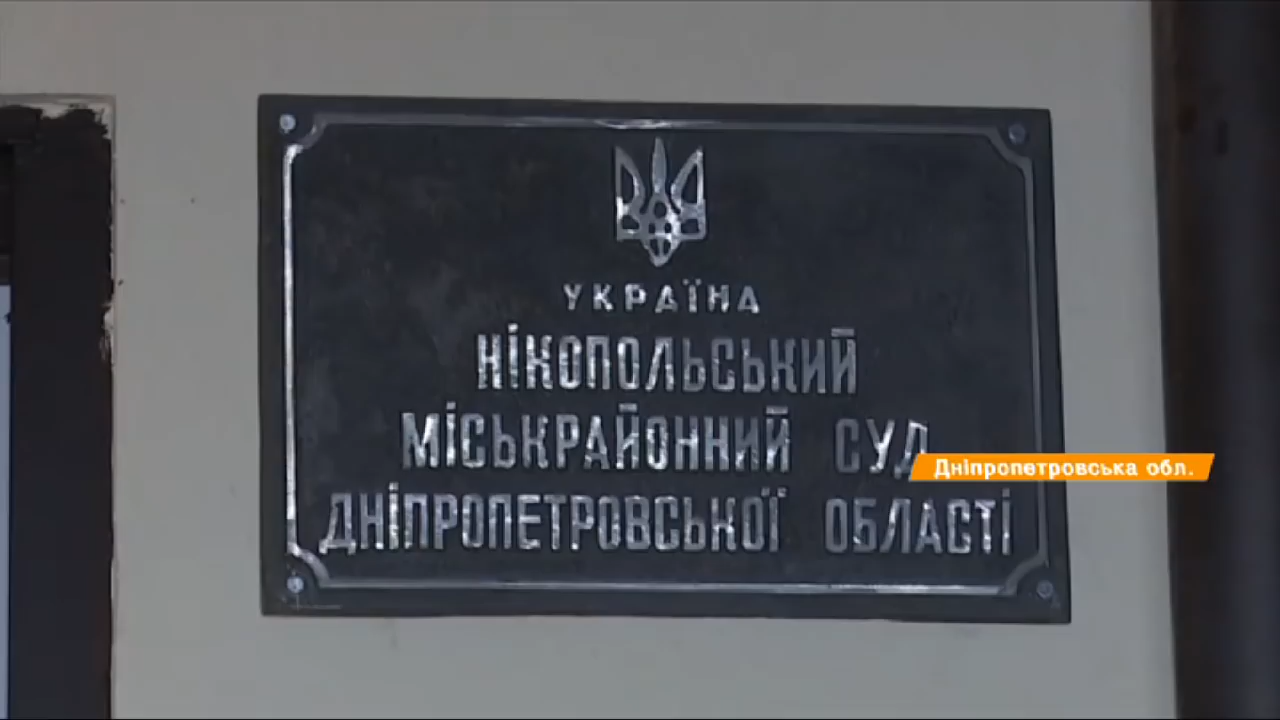 УКРАЇНА
НІКОПОЛЬСЬКИЙ
МІСЬКРАЙОННИЙ СУД
Дніпропетровська обл.
ДНІПРОПЕТРОВСЬКОЇ ОБЛАСТІ